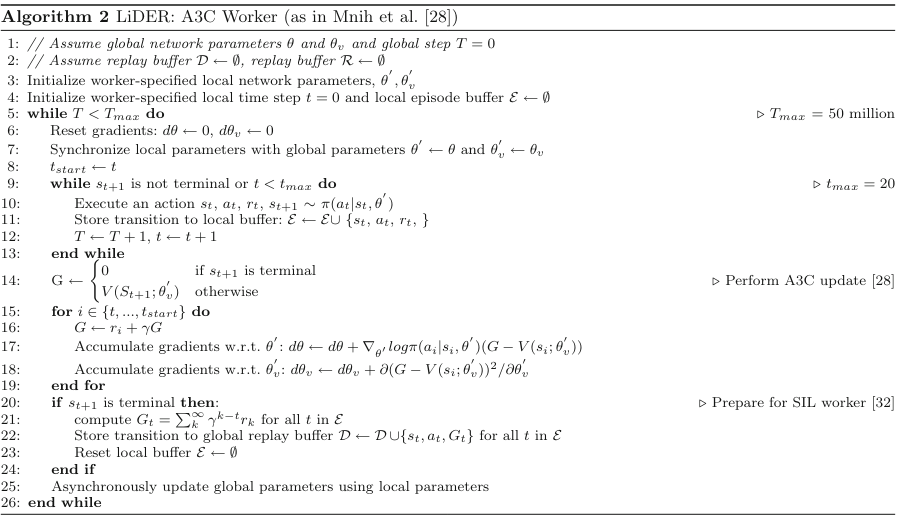 Algorithm 2 LiDER: A3C Worker (as in Mnih et al. [28])
1: // Assume global network parameters θ and θ_v and global step T = 0
2: // Assume replay buffer 𝒟 ← ∅, replay buffer ℛ ← ∅
3: Initialize worker-specified local network parameters, θ′, θ′_v
4: Initialize worker-specified local time step t = 0 and local episode buffer ℰ ← ∅
5: while T < T_max do ▷ T_max = 50 million
6: Reset gradients: dθ ← 0, dθ_v ← 0
7: Synchronize local parameters with global parameters θ′ ← θ and θ′_v ← θ_v
8: t_start ← t
9: while s_{t+1} is not terminal or t < t_max do ▷ t_max = 20
10: Execute an action s_t, a_t, r_t, s_{t+1} ∼ π(a_t|s_t, θ′)
11: Store transition to local buffer: ℰ ← ℰ∪ {s_t, a_t, r_t, }
12: T ← T + 1, t ← t + 1
13: end while
14: G ← { 0 if s_{t+1} is terminal
V(S_{t+1}; θ′_v) otherwise ▷ Perform A3C update [28]
15: for i ∈ {t, ..., t_start} do
16: G ← r_i + γG
17: Accumulate gradients w.r.t. θ′: dθ ← dθ + ∇_{θ′} logπ(a_i|s_i, θ′)(G − V(s_i; θ′_v))
18: Accumulate gradients w.r.t. θ′_v: dθ_v ← dθ_v + ∂(G − V(s_i; θ′_v))²/∂θ′_v
19: end for
20: if s_{t+1} is terminal then: ▷ Prepare for SIL worker [32]
21: compute G_t = ∑_k^∞ γ^{k−t} r_k for all t in ℰ
22: Store transition to global replay buffer 𝒟 ← 𝒟 ∪{s_t, a_t, G_t} for all t in ℰ
23: Reset local buffer ℰ ← ∅
24: end if
25: Asynchronously update global parameters using local parameters
26: end while